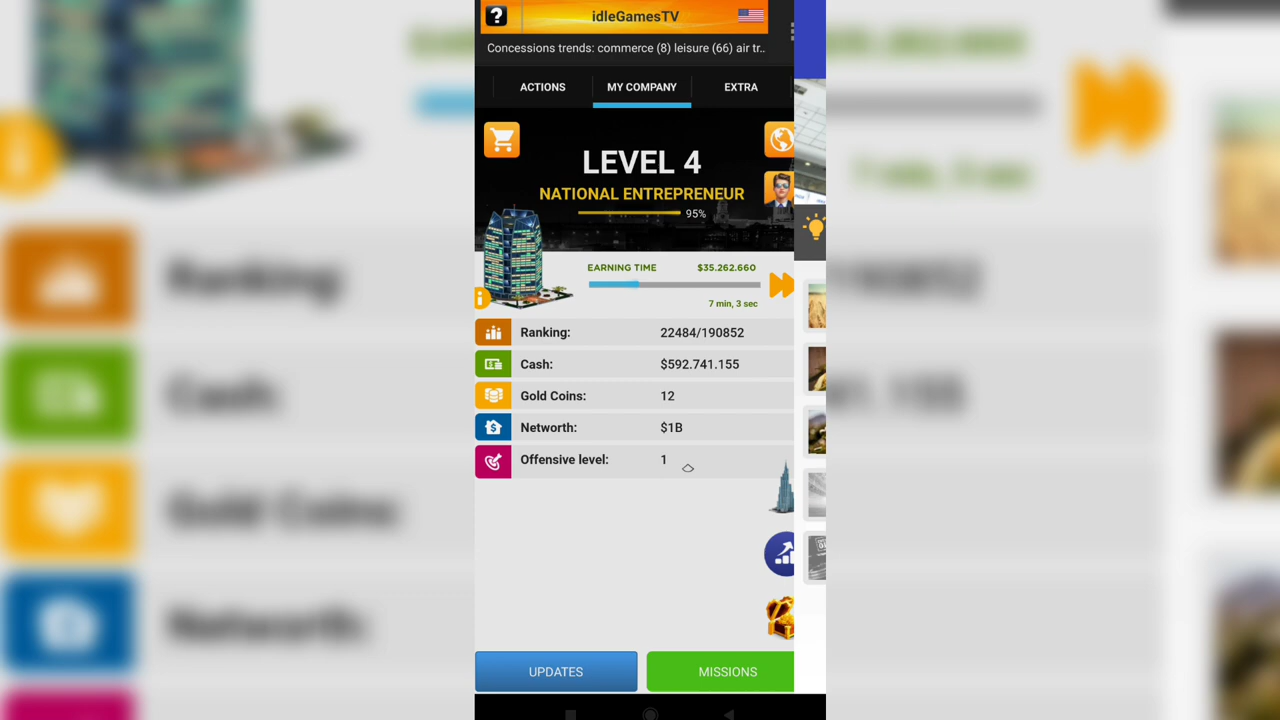 idleGamesTV
Concessions trends: commerce (8) leisure (66) air tr..
ACTIONS
MY COMPANY
EXTRA
LEVEL 4
NATIONAL ENTREPRENEUR
95%
EARNING TIME
$35.262.660
7 min, 3 sec
Ranking: 22484/190852
Cash: $592.741.155
Gold Coins: 12
Networth: $1B
Offensive level: 1
UPDATES
MISSIONS